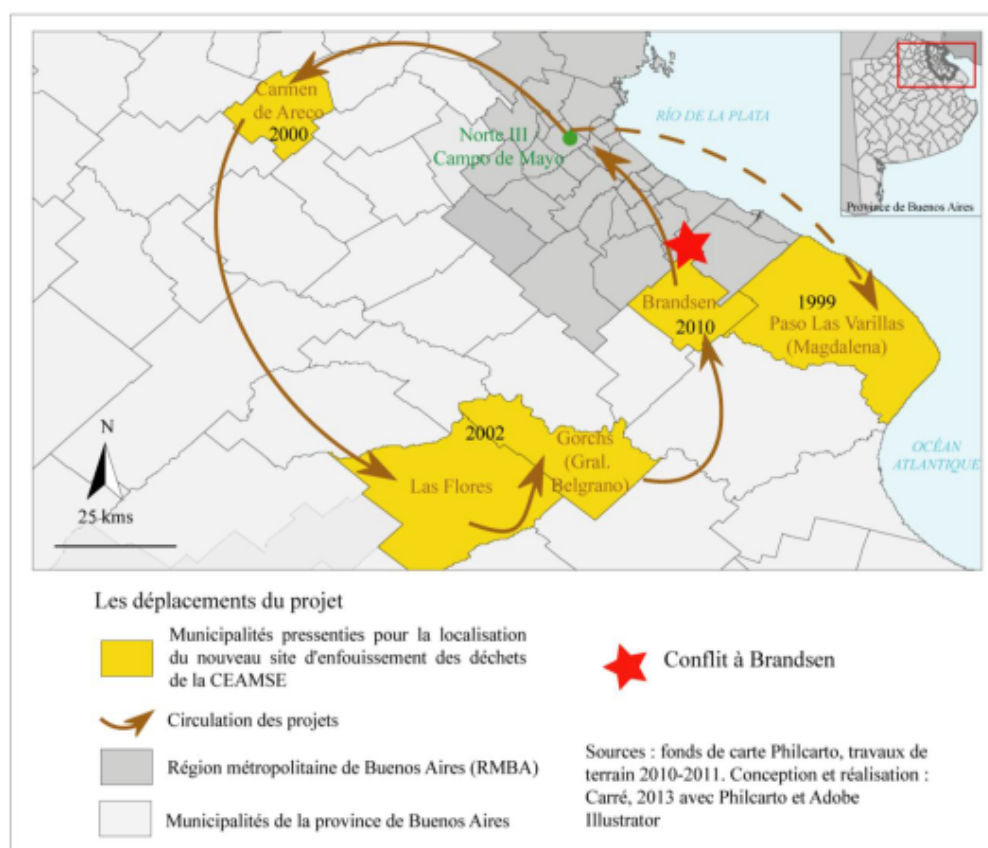 Carmen
de Areco
2000
Norte III /
Campo de Mayo
RÍO DE LA PLATA
Province de Buenos Aires
Brandsen
2010
1999
Paso Las Varillas
(Magdalena)
2002
Gorchs
(Gral.
Belgrano)
Las Flores
OCÉAN
ATLANTIQUE
N
25 kms
Les déplacements du projet
Municipalités pressenties pour la localisation
du nouveau site d'enfouissement des déchets
de la CEAMSE
Circulation des projets
Région métropolitaine de Buenos Aires (RMBA)
Municipalités de la province de Buenos Aires
Conflit à Brandsen
Sources : fonds de carte Philcarto, travaux de
terrain 2010-2011. Conception et réalisation :
Carré, 2013 avec Philcarto et Adobe
Illustrator